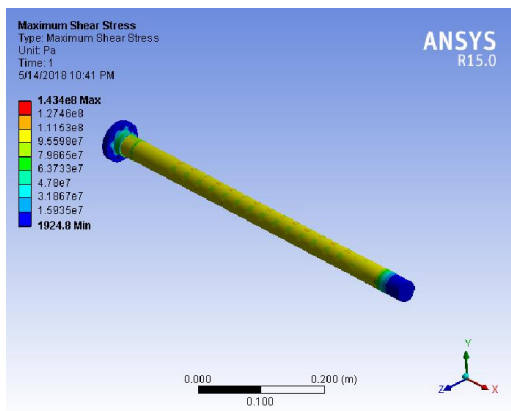 Maximum Shear Stress
Type: Maximum Shear Stress
Unit: Pa
Time: 1
5/14/2018 10:41 PM
ANSYS
R15.0
1.434e8 Max
1.2746e8
1.1153e8
9.5598e7
7.9665e7
6.3733e7
4.78e7
3.1867e7
1.5935e7
1924.8 Min
0.000
0.200 (m)
0.100
Y
Z
X